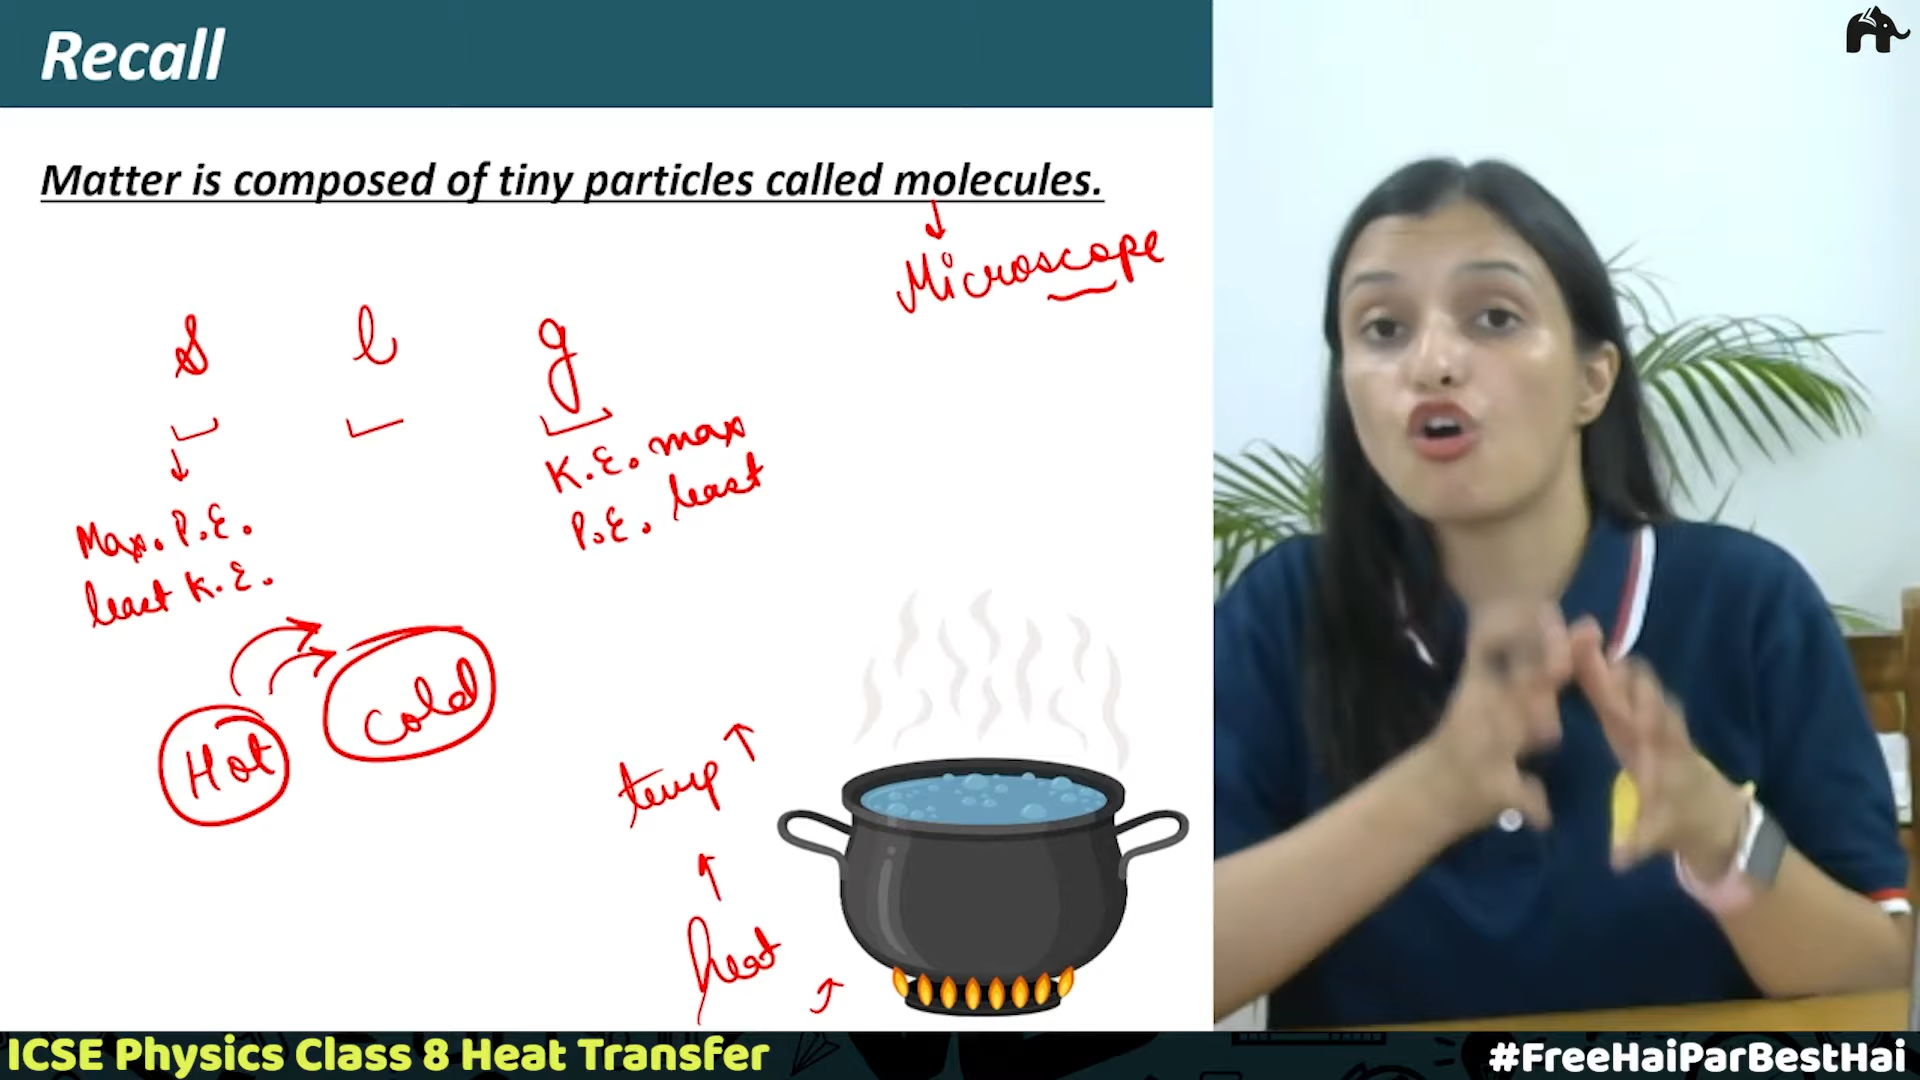 Recall
Matter is composed of tiny particles called molecules.
Microscope
s l g
K.E. max
P.E. least
Max. P.E.
least K.E.
Hot
Cold
temp
heat
ICSE Physics Class 8 Heat Transfer
#FreeHaiParBestHai